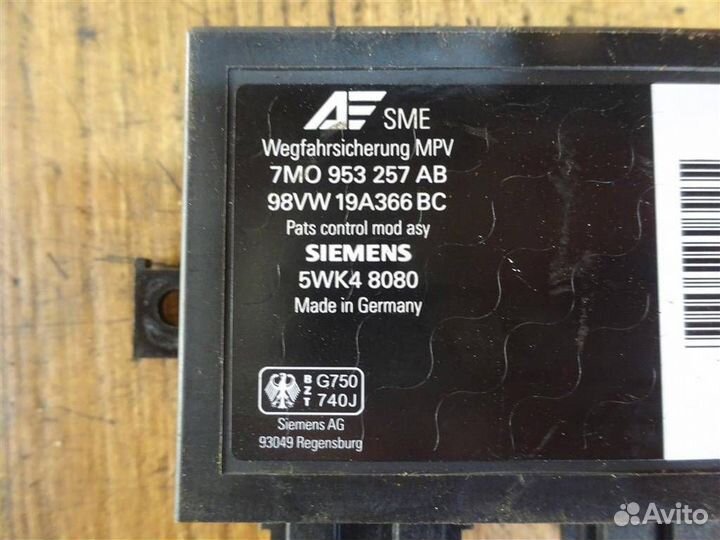 AE SME
Wegfahrsicherung MPV
7MO 953 257 AB
98VW 19A366 BC
Pats control mod asy
SIEMENS
5WK4 8080
Made in Germany
BZT G750
740J
Siemens AG
93049 Regensburg
Avito